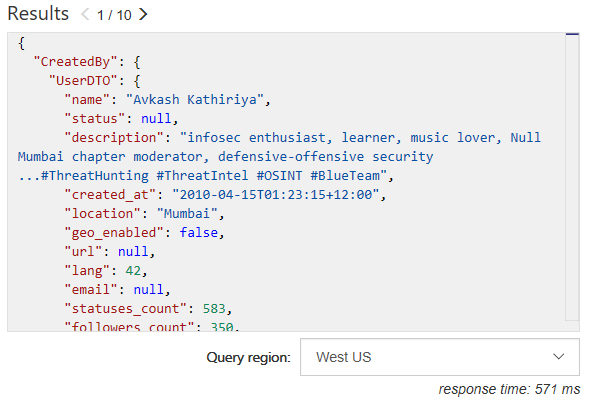 Results < 1 / 10 >
{
"CreatedBy": {
"UserDTO": {
"name": "Avkash Kathiriya",
"status": null,
"description": "infosec enthusiast, learner, music lover, Null
Mumbai chapter moderator, defensive-offensive security
...#ThreatHunting #ThreatIntel #OSINT #BlueTeam",
"created_at": "2010-04-15T01:23:15+12:00",
"location": "Mumbai",
"geo_enabled": false,
"url": null,
"lang": 42,
"email": null,
"statuses_count": 583,
"followers_count": 350,
Query region: West US
response time: 571 ms